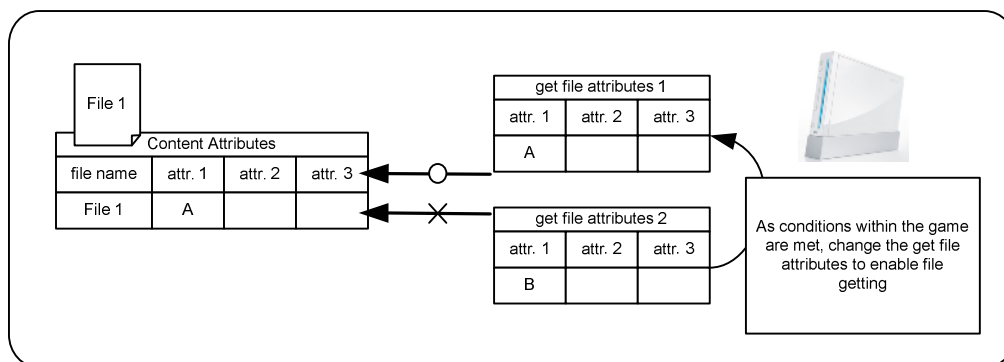 File 1
Content Attributes
file name attr. 1 attr. 2 attr. 3
File 1 A
get file attributes 1
attr. 1 attr. 2 attr. 3
A
get file attributes 2
attr. 1 attr. 2 attr. 3
B
As conditions within the game
are met, change the get file
attributes to enable file
getting